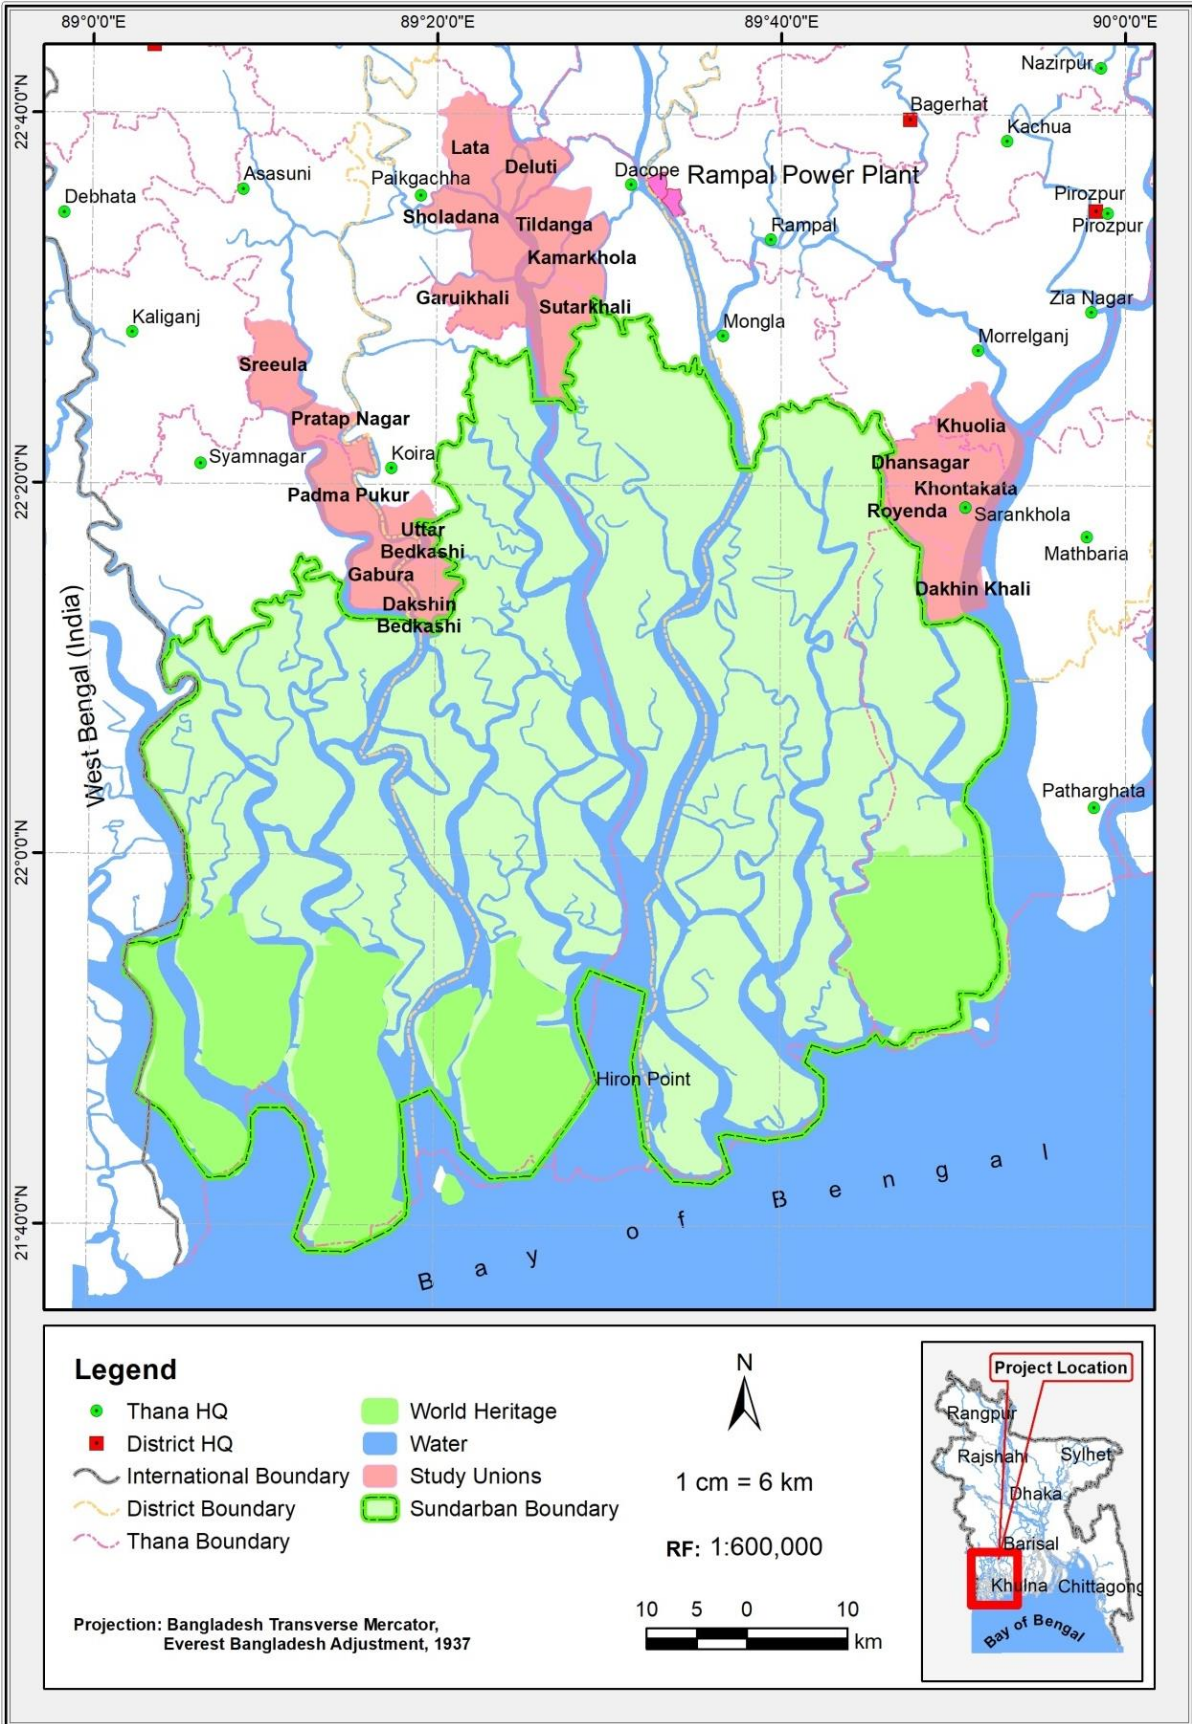 89°0'0"E
89°20'0"E
89°40'0"E
90°0'0"E
22°40'0"N
22°20'0"N
22°0'0"N
21°40'0"N
Nazirpur
Bagerhat
Kachua
Lata
Deluti
Dacope
Rampal Power Plant
Asasuni
Paikgachha
Debhata
Pirozpur
Pirozpur
Sholadana
Tildanga
Rampal
Kamarkhola
Garuikhali
Sutarkhali
Zia Nagar
Kaliganj
Mongla
Morrelganj
Sreeula
Pratap Nagar
Khuolia
Syamnagar
Koira
Dhansagar
Padma Pukur
Khontakata
Royenda
Sarankhola
Uttar
Bedkashi
Mathbaria
Gabura
Dakhin Khali
Dakshin
Bedkashi
West Bengal (India)
Patharghata
Hiron Point
Bay of Bengal
Legend
Thana HQ
District HQ
International Boundary
District Boundary
Thana Boundary
World Heritage
Water
Study Unions
Sundarban Boundary
N
1 cm = 6 km
RF: 1:600,000
10 5 0 10
km
Projection: Bangladesh Transverse Mercator,
Everest Bangladesh Adjustment, 1937
Project Location
Rangpur
Rajshahi
Sylhet
Dhaka
Barisal
Khulna
Chittagong
Bay of Bengal